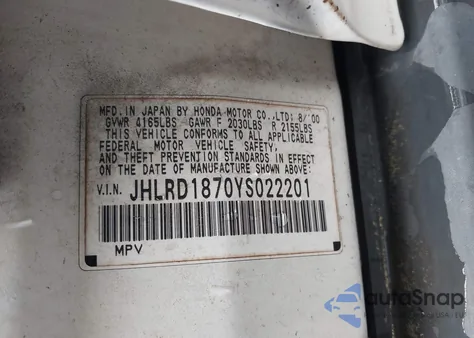 MFD. IN JAPAN BY HONDA MOTOR CO.,LTD: 8/'00
GVWR 4165LBS GAWR F 2030LBS R 2155LBS
THIS VEHICLE CONFORMS TO ALL APPLICABLE
FEDERAL MOTOR VEHICLE SAFETY,
AND THEFT PREVENTION STANDARDS IN EFFECT
ON THE DATE OF MANUFACTURE SHOWN ABOVE:
V.I.N. JHLRD1870YS022201
MPV
autoSnap